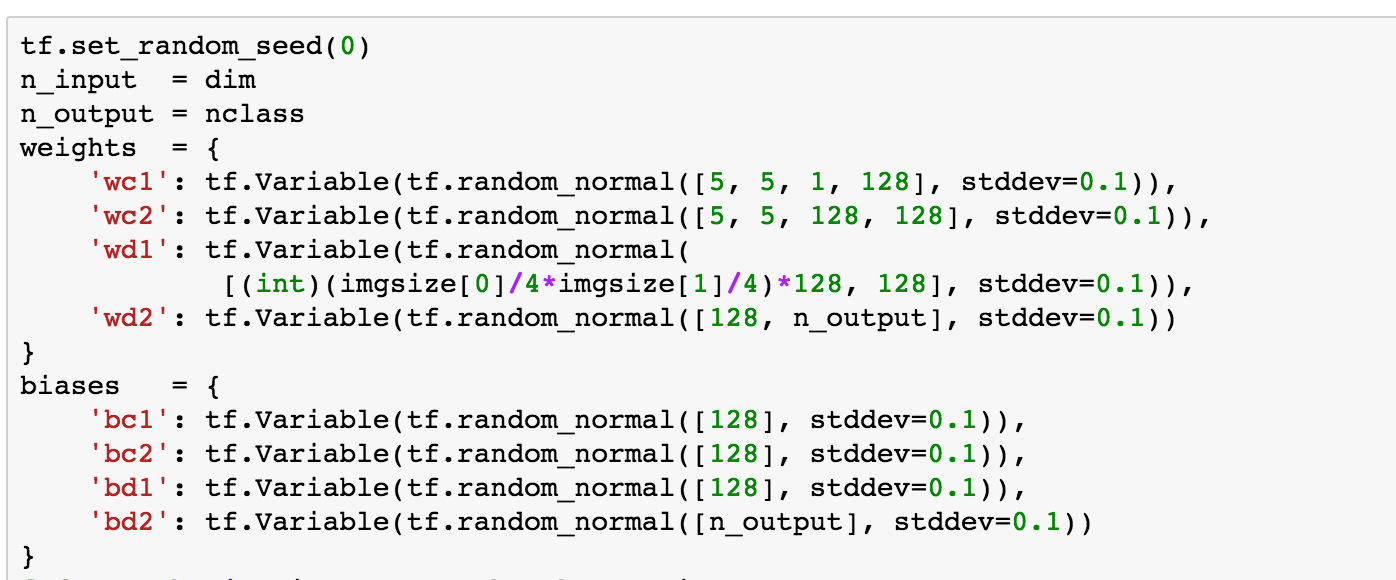 tf.set_random_seed(0)
n_input  = dim
n_output = nclass
weights  = {
    'wc1': tf.Variable(tf.random_normal([5, 5, 1, 128], stddev=0.1)),
    'wc2': tf.Variable(tf.random_normal([5, 5, 128, 128], stddev=0.1)),
    'wd1': tf.Variable(tf.random_normal(
            [(int)(imgsize[0]/4*imgsize[1]/4)*128, 128], stddev=0.1)),
    'wd2': tf.Variable(tf.random_normal([128, n_output], stddev=0.1))
}
biases   = {
    'bc1': tf.Variable(tf.random_normal([128], stddev=0.1)),
    'bc2': tf.Variable(tf.random_normal([128], stddev=0.1)),
    'bd1': tf.Variable(tf.random_normal([128], stddev=0.1)),
    'bd2': tf.Variable(tf.random_normal([n_output], stddev=0.1))
}